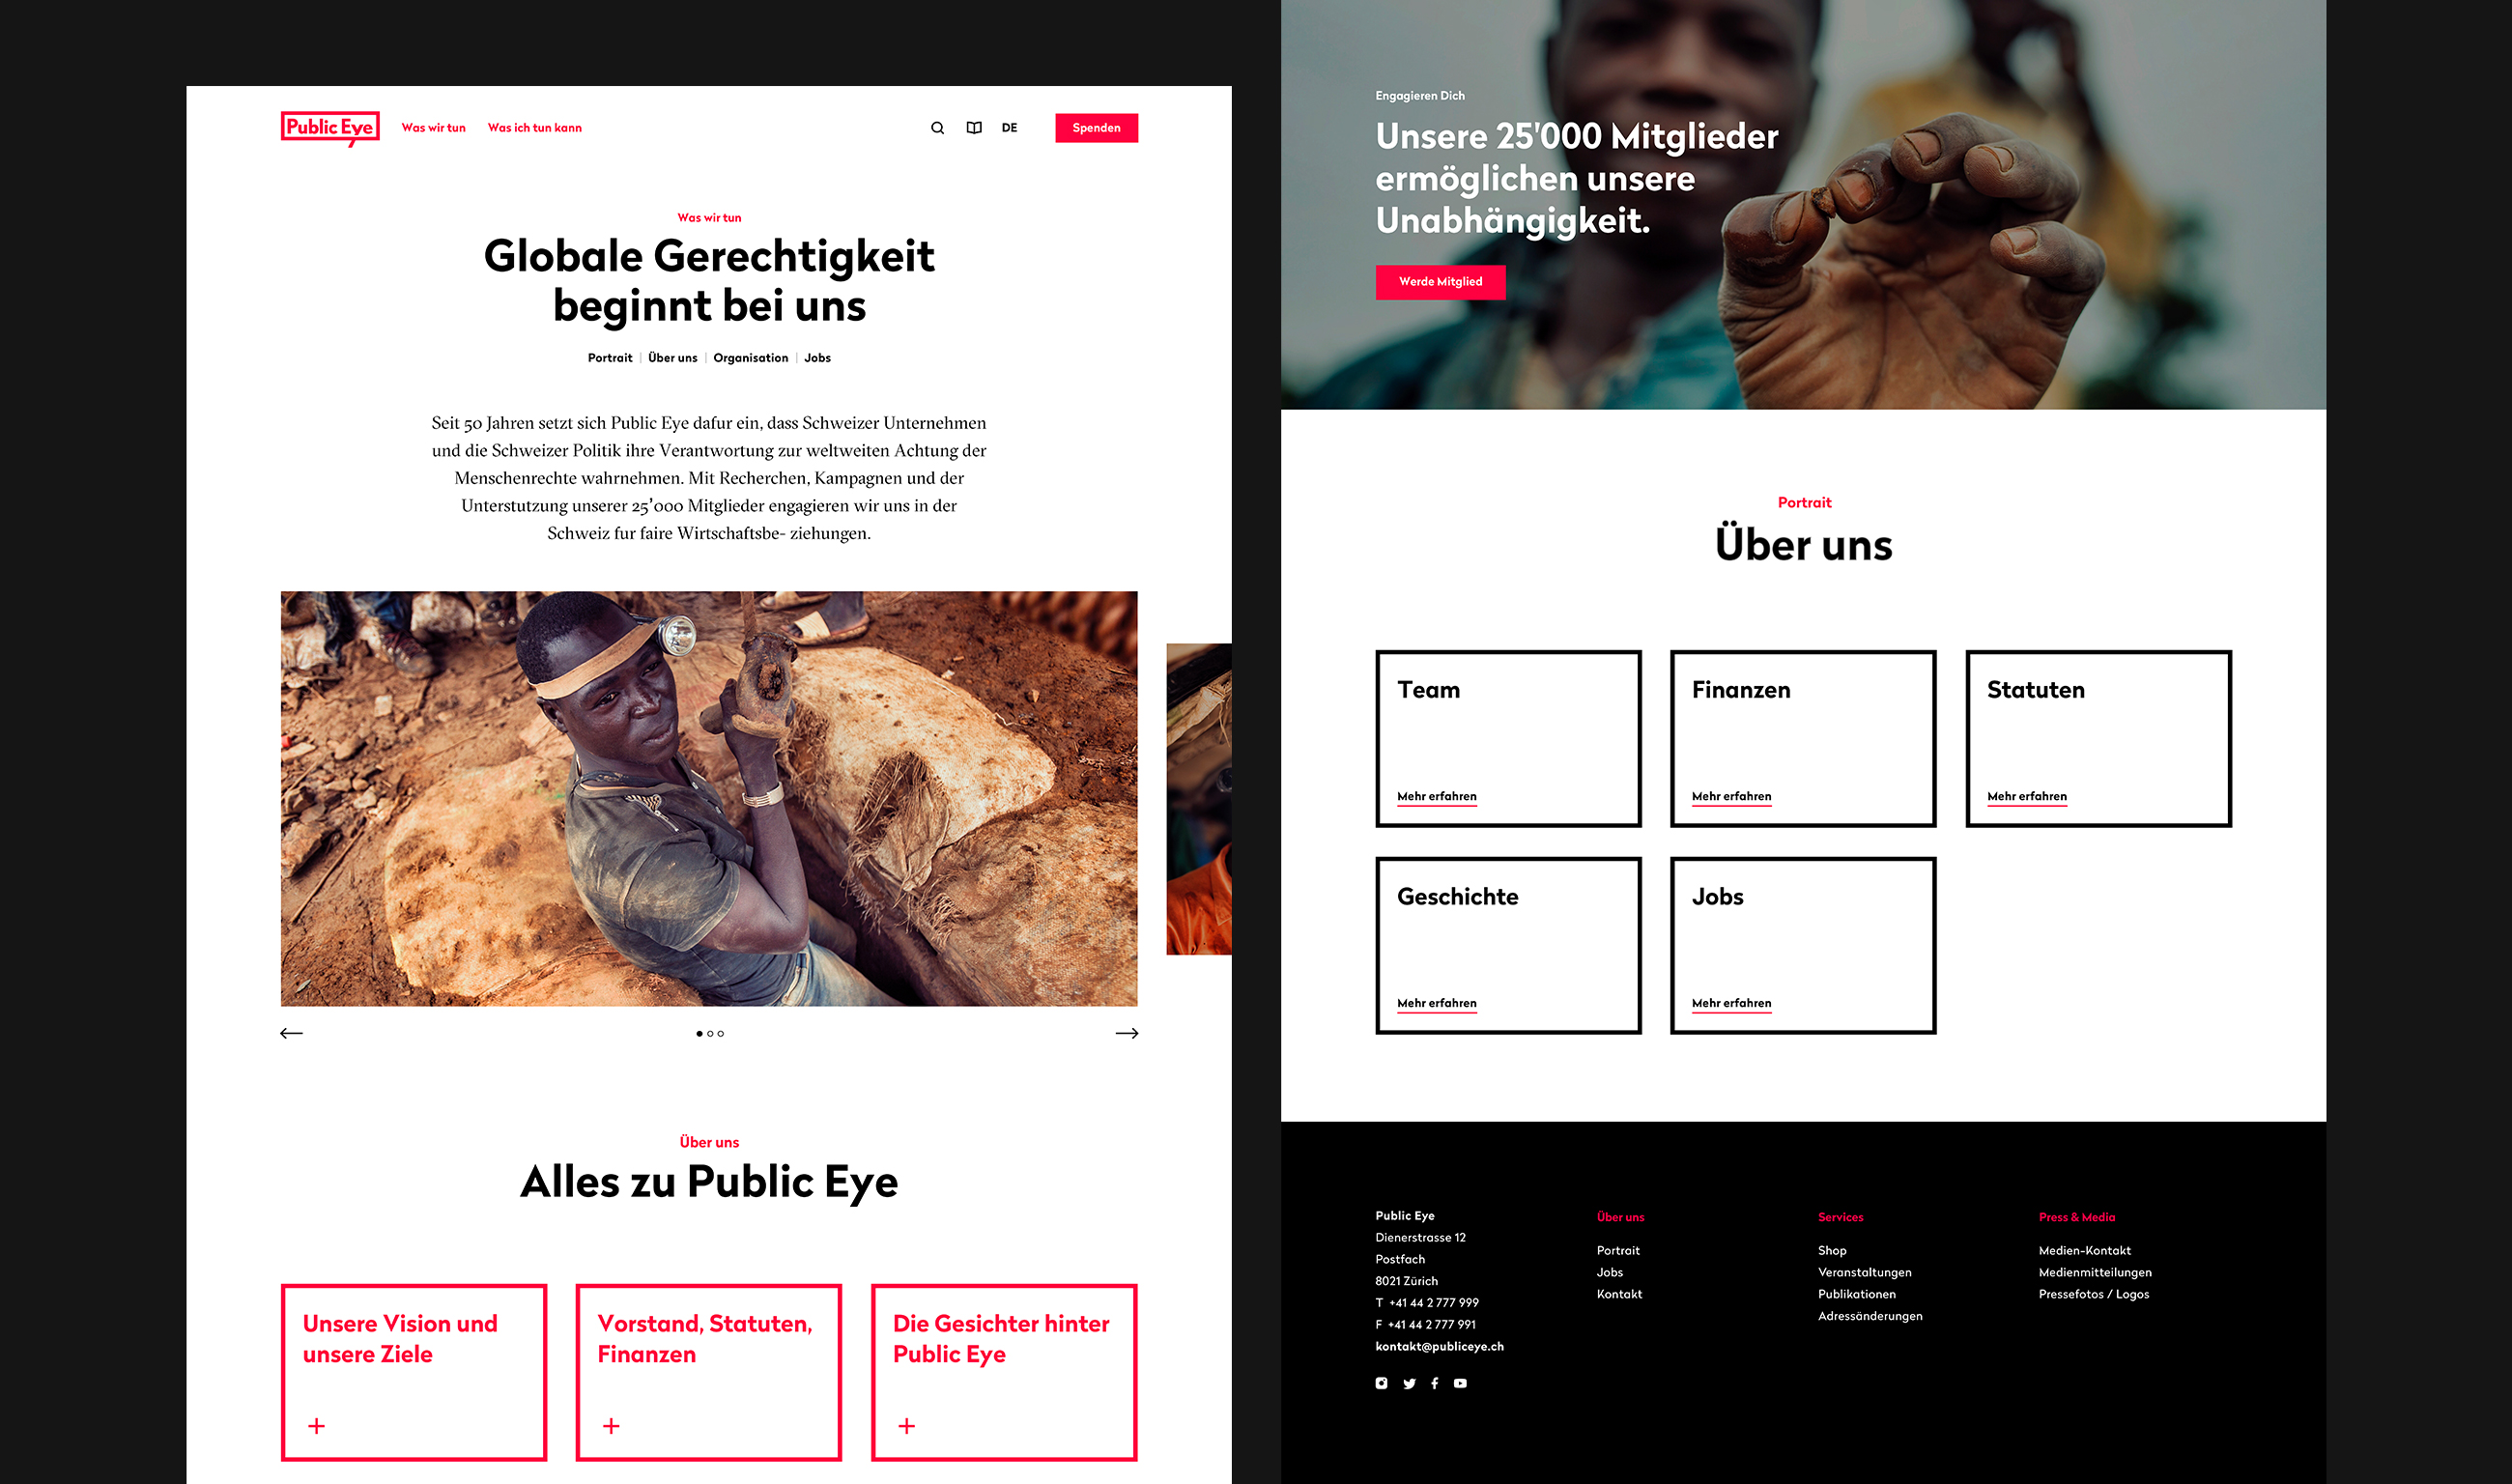 Public Eye
Was wir tun
Was ich tun kann
DE
Spenden
Was wir tun
Globale Gerechtigkeit
beginnt bei uns
Portrait | Über uns | Organisation | Jobs
Seit 50 Jahren setzt sich Public Eye dafur ein, dass Schweizer Unternehmen
und die Schweizer Politik ihre Verantwortung zur weltweiten Achtung der
Menschenrechte wahrnehmen. Mit Recherchen, Kampagnen und der
Unterstutzung unserer 25’000 Mitglieder engagieren wir uns in der
Schweiz fur faire Wirtschaftsbe- ziehungen.
Über uns
Alles zu Public Eye
Unsere Vision und
unsere Ziele
+
Vorstand, Statuten,
Finanzen
+
Die Gesichter hinter
Public Eye
+
Engagieren Dich
Unsere 25'000 Mitglieder
ermöglichen unsere
Unabhängigkeit.
Werde Mitglied
Portrait
Über uns
Team
Mehr erfahren
Finanzen
Mehr erfahren
Statuten
Mehr erfahren
Geschichte
Mehr erfahren
Jobs
Mehr erfahren
Public Eye
Dienerstrasse 12
Postfach
8021 Zürich
T +41 44 2 777 999
F +41 44 2 777 991
kontakt@publiceye.ch
Über uns
Portrait
Jobs
Kontakt
Services
Shop
Veranstaltungen
Publikationen
Adressänderungen
Press & Media
Medien-Kontakt
Medienmitteilungen
Pressefotos / Logos